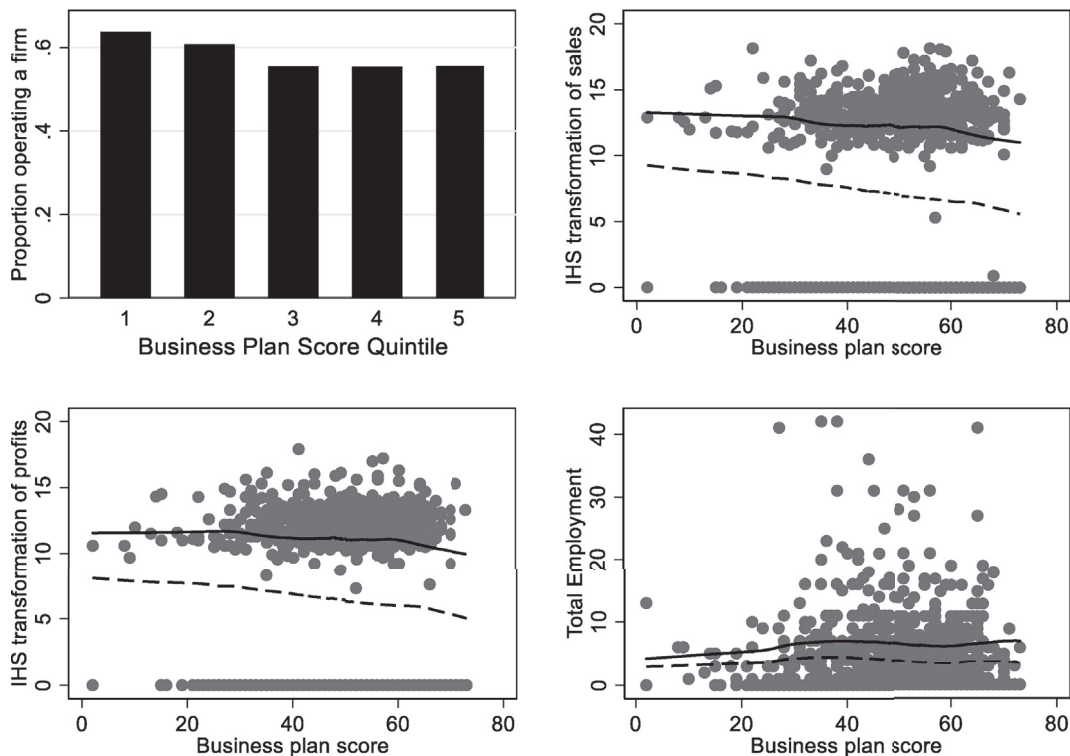 Proportion operating a firm
.6
.4
.2
0
1 2 3 4 5
Business Plan Score Quintile
IHS transformation of sales
20
15
10
5
0
0 20 40 60 80
Business plan score
IHS transformation of profits
20
15
10
5
0
0 20 40 60 80
Business plan score
Total Employment
40
30
20
10
0
0 20 40 60 80
Business plan score